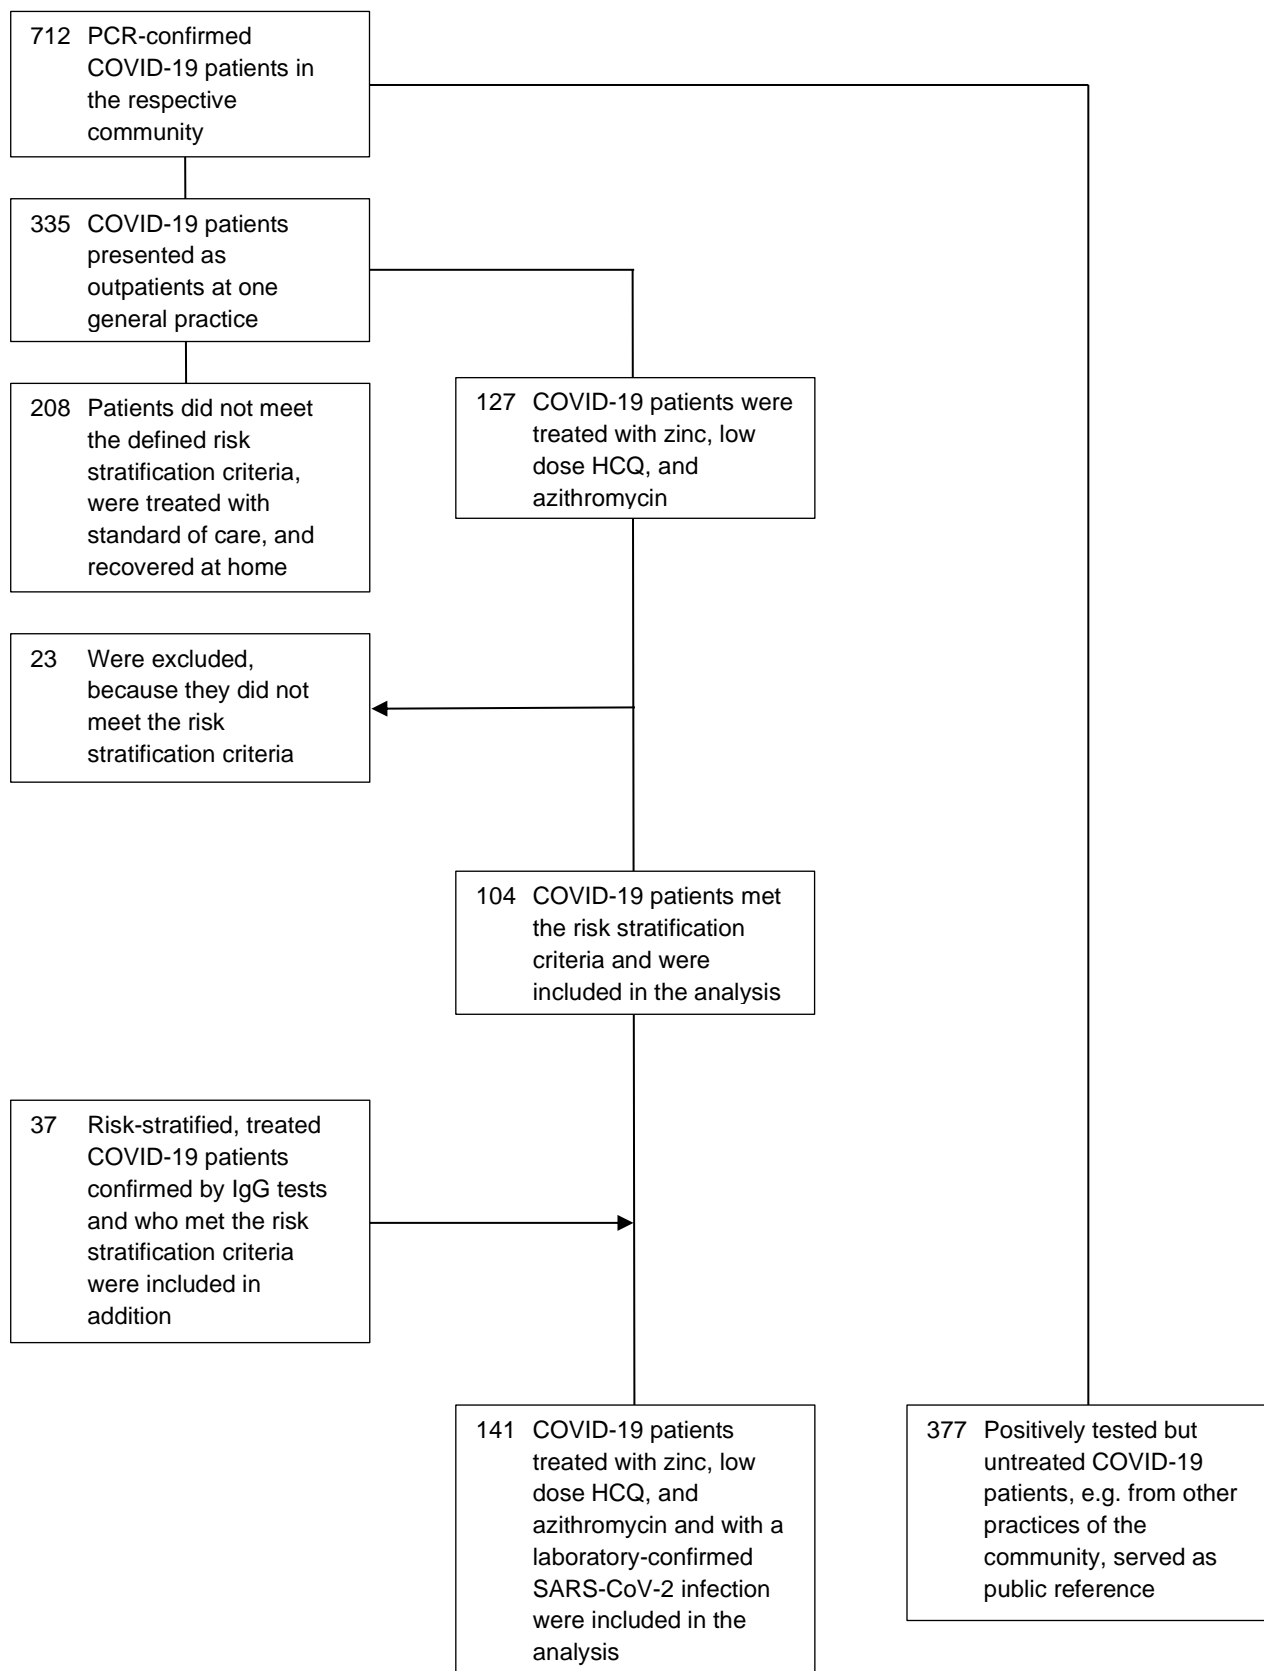 712 PCR-confirmed
COVID-19 patients in
the respective
community
335 COVID-19 patients
presented as
outpatients at one
general practice
208 Patients did not meet
the defined risk
stratification criteria,
were treated with
standard of care, and
recovered at home
127 COVID-19 patients were
treated with zinc, low
dose HCQ, and
azithromycin
23 Were excluded,
because they did not
meet the risk
stratification criteria
104 COVID-19 patients met
the risk stratification
criteria and were
included in the analysis
37 Risk-stratified, treated
COVID-19 patients
confirmed by IgG tests
and who met the risk
stratification criteria
were included in
addition
141 COVID-19 patients
treated with zinc, low
dose HCQ, and
azithromycin and with a
laboratory-confirmed
SARS-CoV-2 infection
were included in the
analysis
377 Positively tested but
untreated COVID-19
patients, e.g. from other
practices of the
community, served as
public reference